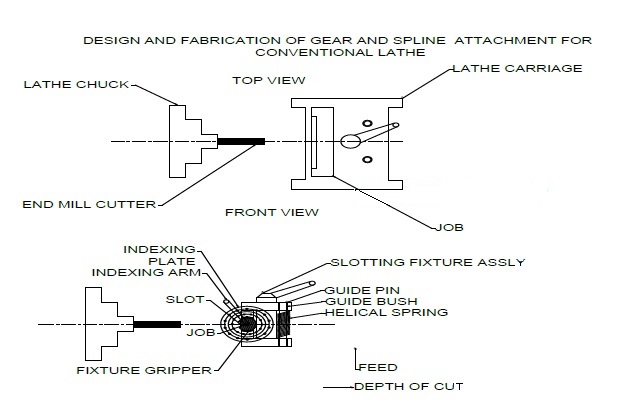 DESIGN AND FABRICATION OF GEAR AND SPLINE ATTACHMENT FOR
CONVENTIONAL LATHE
TOP VIEW
LATHE CARRIAGE
LATHE CHUCK
END MILL CUTTER
FRONT VIEW
JOB
INDEXING
PLATE
INDEXING ARM
SLOTTING FIXTURE ASSLY
SLOT
GUIDE PIN
GUIDE BUSH
HELICAL SPRING
JOB
FIXTURE GRIPPER
FEED
DEPTH OF CUT